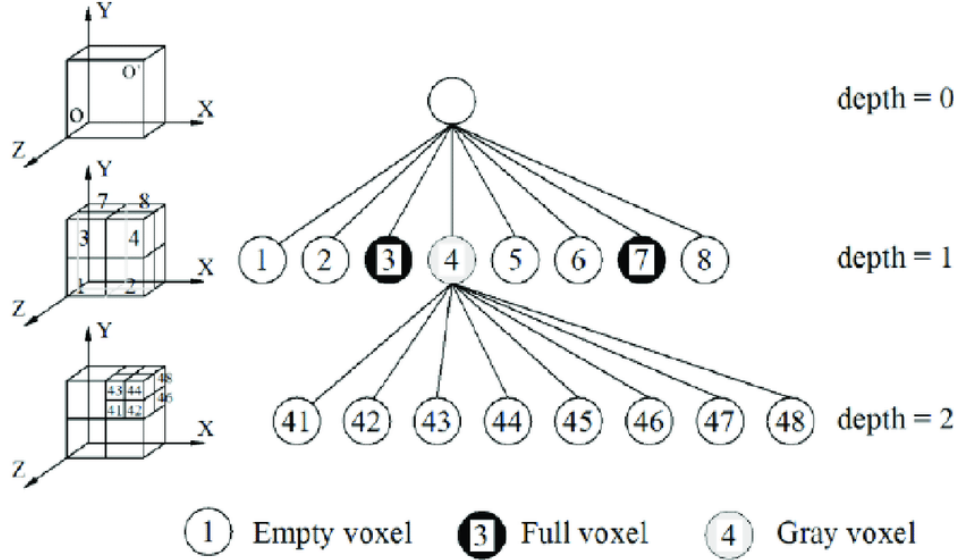 Y
O'
O
X
Z
depth = 0
Y
7 8
3 4
1 2
X
Z
1 2 3 4 5 6 7 8
depth = 1
Y
48
43 44
46
41 42
X
Z
41 42 43 44 45 46 47 48
depth = 2
1 Empty voxel 3 Full voxel 4 Gray voxel